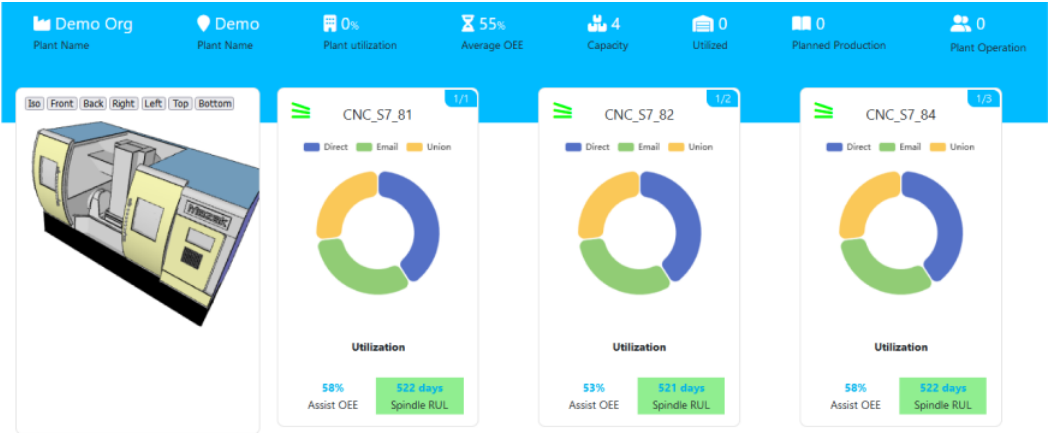 Demo Org
Plant Name
Demo
Plant Name
0%
Plant utilization
55%
Average OEE
4
Capacity
0
Utilized
0
Planned Production
0
Plant Operation
Iso Front Back Right Left Top Bottom
1/1
CNC_S7_81
Direct Email Union
Utilization
58%
Assist OEE
522 days
Spindle RUL
1/2
CNC_S7_82
Direct Email Union
Utilization
53%
Assist OEE
521 days
Spindle RUL
1/3
CNC_S7_84
Direct Email Union
Utilization
58%
Assist OEE
522 days
Spindle RUL